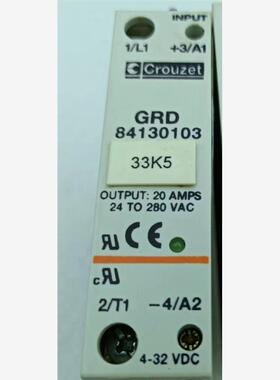 INPUT
1/L1 +3/A1
Crouzet
GRD
84130103
33K5
OUTPUT: 20 AMPS
24 TO 280 VAC
CE
c
2/T1 -4/A2
4-32 VDC